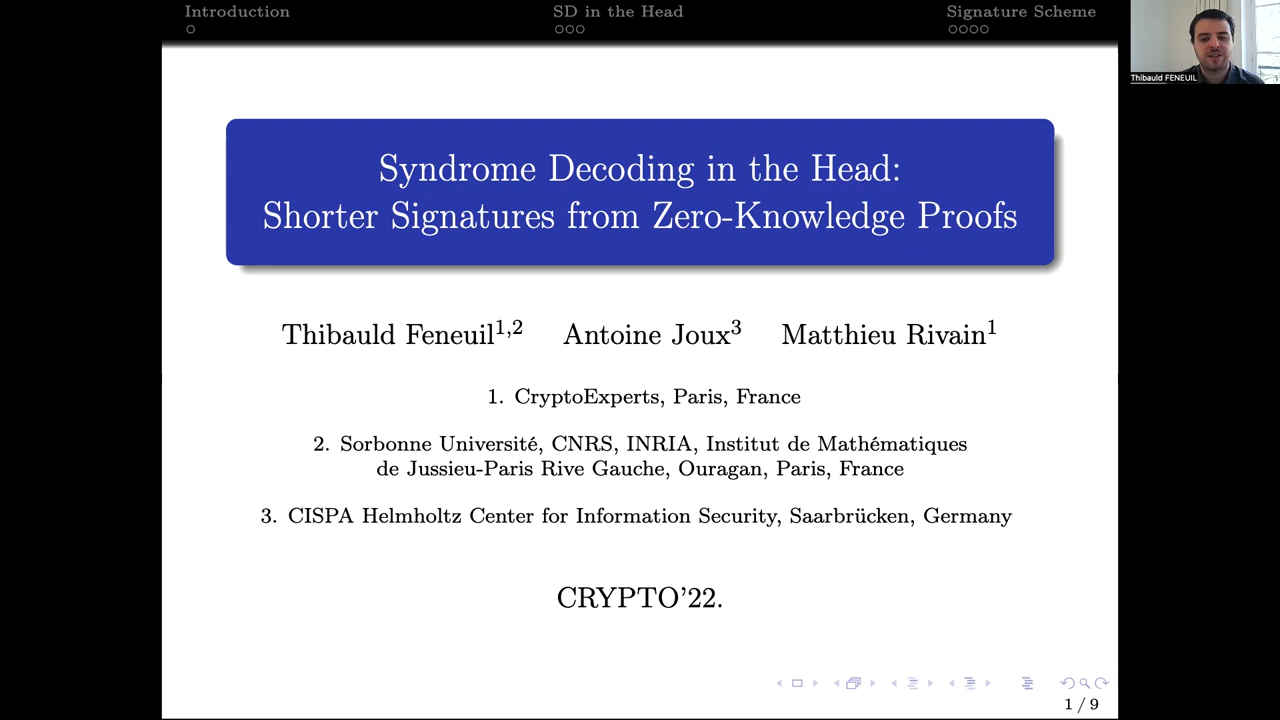 Introduction
SD in the Head
Signature Scheme
Thibauld FENEUIL
Syndrome Decoding in the Head:
Shorter Signatures from Zero-Knowledge Proofs
Thibauld Feneuil1,2 Antoine Joux3 Matthieu Rivain1
1. CryptoExperts, Paris, France
2. Sorbonne Université, CNRS, INRIA, Institut de Mathématiques
de Jussieu-Paris Rive Gauche, Ouragan, Paris, France
3. CISPA Helmholtz Center for Information Security, Saarbrücken, Germany
CRYPTO'22.
1 / 9